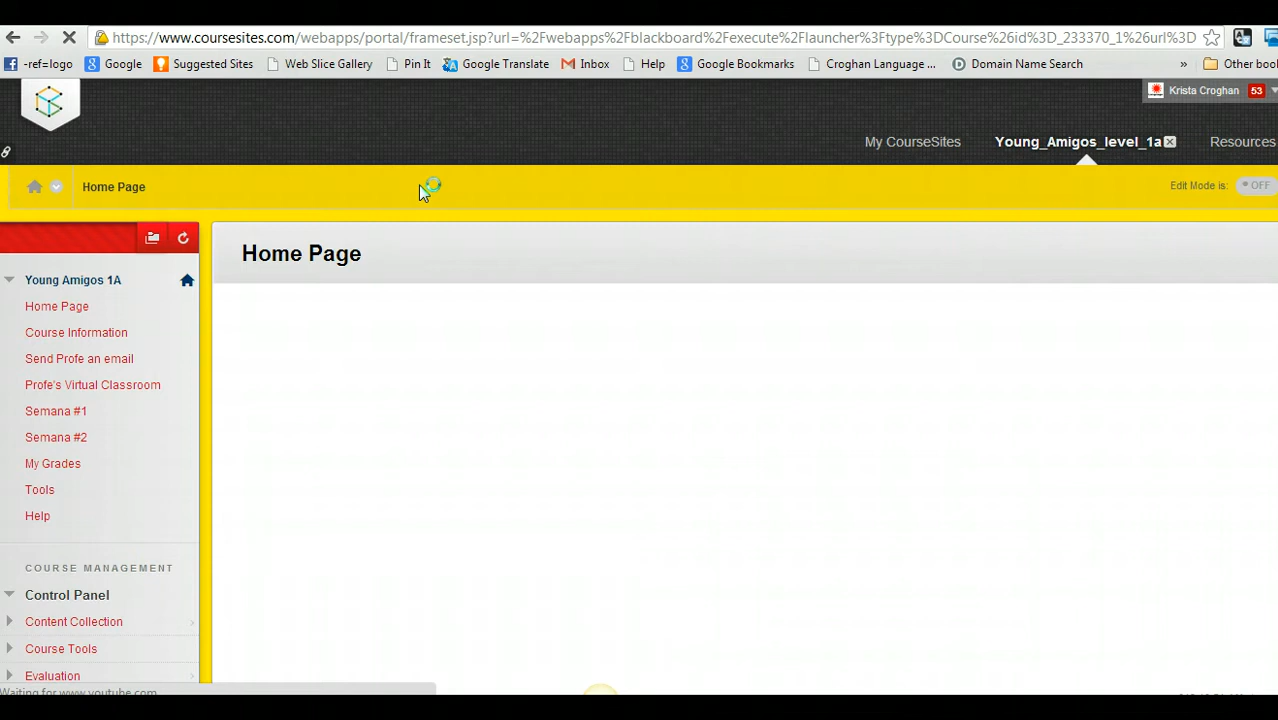 https://www.coursesites.com/webapps/portal/frameset.jsp?url=%2Fwebapps%2Fblackboard%2Fexecute%2Flauncher%3Ftype%3DCourse%26id%3D_233370_1%26url%3D
-ref=logo Google Suggested Sites Web Slice Gallery Pin It Google Translate Inbox Help Google Bookmarks Croghan Language ... Domain Name Search » Other boo
Krista Croghan 53
My CourseSites Young_Amigos_level_1a Resources
Home Page Edit Mode is: OFF
Home Page
Young Amigos 1A
Home Page
Course Information
Send Profe an email
Profe's Virtual Classroom
Semana #1
Semana #2
My Grades
Tools
Help
COURSE MANAGEMENT
Control Panel
Content Collection
Course Tools
Evaluation
Waiting for www.youtube.com